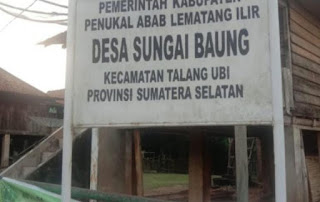 PEMERINTAH KABUPATEN
PENUKAL ABAB LEMATANG ILIR
DESA SUNGAI BAUNG
KECAMATAN TALANG UBI
PROVINSI SUMATERA SELATAN